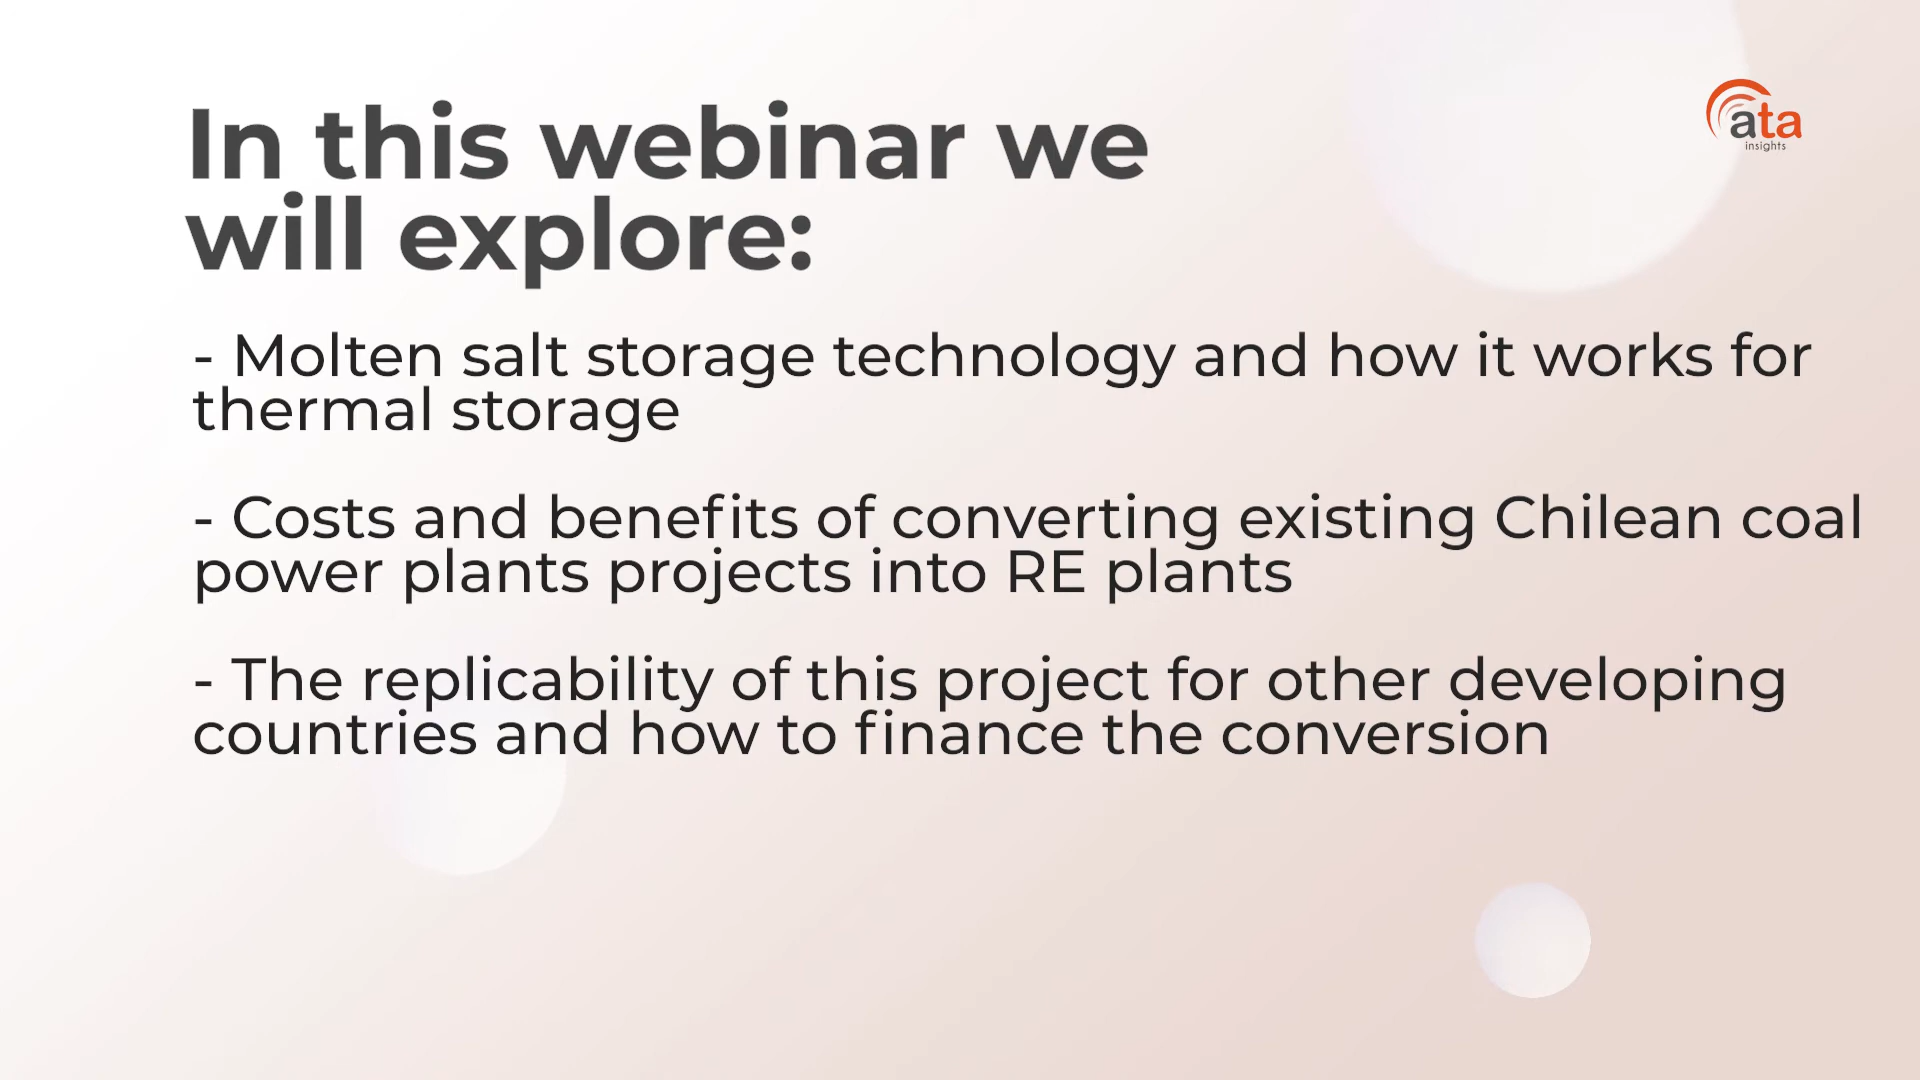 In this webinar we
will explore:
ata
insights
- Molten salt storage technology and how it works for
thermal storage
- Costs and benefits of converting existing Chilean coal
power plants projects into RE plants
- The replicability of this project for other developing
countries and how to finance the conversion